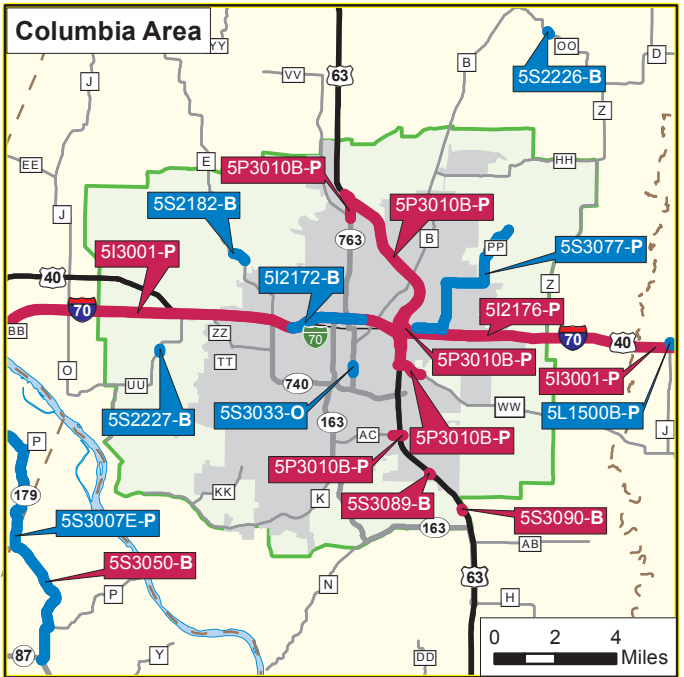 Columbia Area
YY
63
B
OO
D
5S2226-B
J
VV
Z
EE
E
HH
5P3010B-P
5S2182-B
5P3010B-P
J
763
B
PP
5S3077-P
5I3001-P
40
5I2172-B
Z
5I2176-P
70
BB
ZZ
70
70
40
TT
5P3010B-P
O
UU
740
5I3001-P
5S2227-B
5S3033-O
WW
5L1500B-P
163
AC
5P3010B-P
J
P
5P3010B-P
KK
K
5S3089-B
179
5S3007E-P
163
5S3090-B
AB
5S3050-B
63
N
P
H
87
Y
DD
0 2 4
Miles